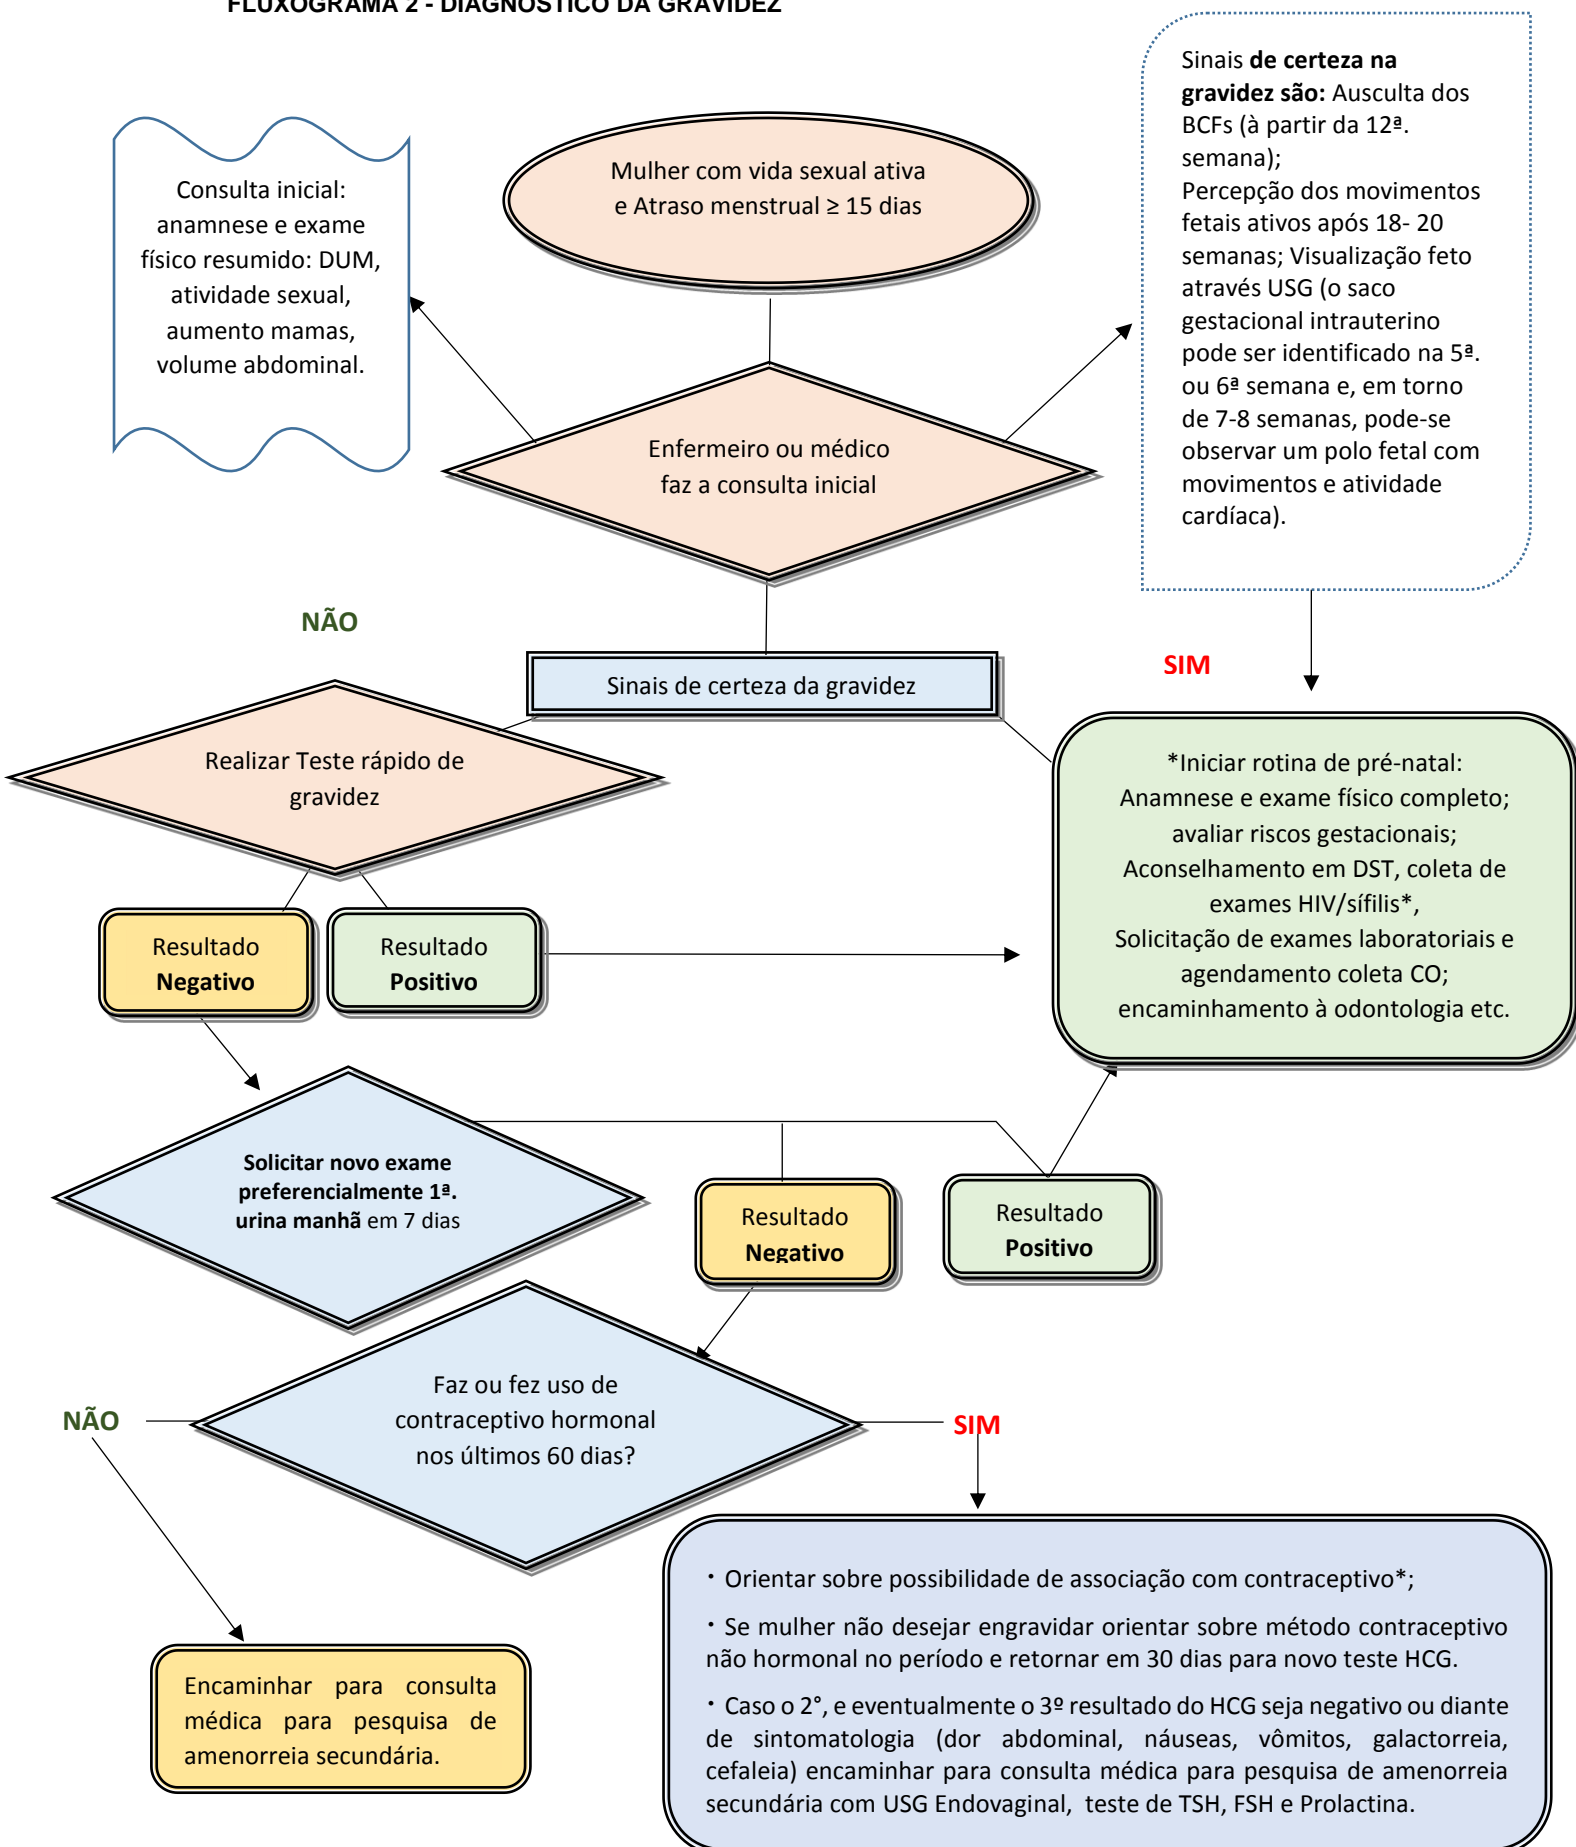 FLUXOGRAMA 2 - DIAGNÓSTICO DA GRAVIDEZ
Consulta inicial:
anamnese e exame
físico resumido: DUM,
atividade sexual,
aumento mamas,
volume abdominal.
Mulher com vida sexual ativa
e Atraso menstrual ≥ 15 dias
Sinais de certeza na
gravidez são: Ausculta dos
BCFs (à partir da 12ª.
semana);
Percepção dos movimentos
fetais ativos após 18- 20
semanas; Visualização feto
através USG (o saco
gestacional intrauterino
pode ser identificado na 5ª.
ou 6ª semana e, em torno
de 7-8 semanas, pode-se
observar um polo fetal com
movimentos e atividade
cardíaca).
Enfermeiro ou médico
faz a consulta inicial
NÃO
Sinais de certeza da gravidez
SIM
Realizar Teste rápido de
gravidez
*Iniciar rotina de pré-natal:
Anamnese e exame físico completo;
avaliar riscos gestacionais;
Aconselhamento em DST, coleta de
exames HIV/sífilis*,
Solicitação de exames laboratoriais e
agendamento coleta CO;
encaminhamento à odontologia etc.
Resultado
Negativo
Resultado
Positivo
Solicitar novo exame
preferencialmente 1ª.
urina manhã em 7 dias
Resultado
Negativo
Resultado
Positivo
Faz ou fez uso de
contraceptivo hormonal
nos últimos 60 dias?
NÃO
SIM
Encaminhar para consulta
médica para pesquisa de
amenorreia secundária.
· Orientar sobre possibilidade de associação com contraceptivo*;
· Se mulher não desejar engravidar orientar sobre método contraceptivo
não hormonal no período e retornar em 30 dias para novo teste HCG.
· Caso o 2°, e eventualmente o 3º resultado do HCG seja negativo ou diante
de sintomatologia (dor abdominal, náuseas, vômitos, galactorreia,
cefaleia) encaminhar para consulta médica para pesquisa de amenorreia
secundária com USG Endovaginal, teste de TSH, FSH e Prolactina.